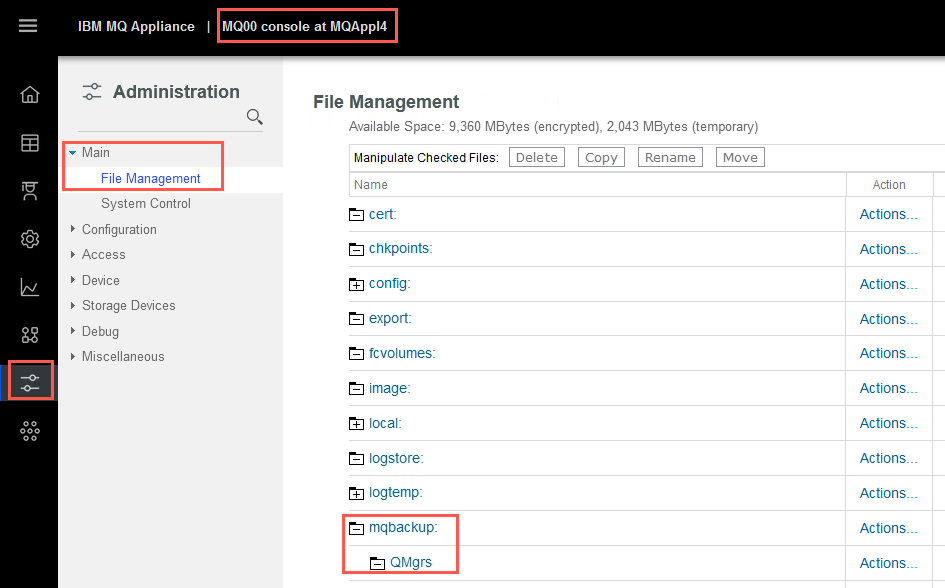 IBM MQ Appliance | MQ00 console at MQAppl4
Administration
Main
File Management
System Control
Configuration
Access
Device
Storage Devices
Debug
Miscellaneous
File Management
Available Space: 9,360 MBytes (encrypted), 2,043 MBytes (temporary)
Manipulate Checked Files: Delete Copy Rename Move
Name Action
cert: Actions...
chkpoints: Actions...
config: Actions...
export: Actions...
fcvolumes: Actions...
image: Actions...
local: Actions...
logstore: Actions...
logtemp: Actions...
mqbackup: Actions...
QMgrs Actions...